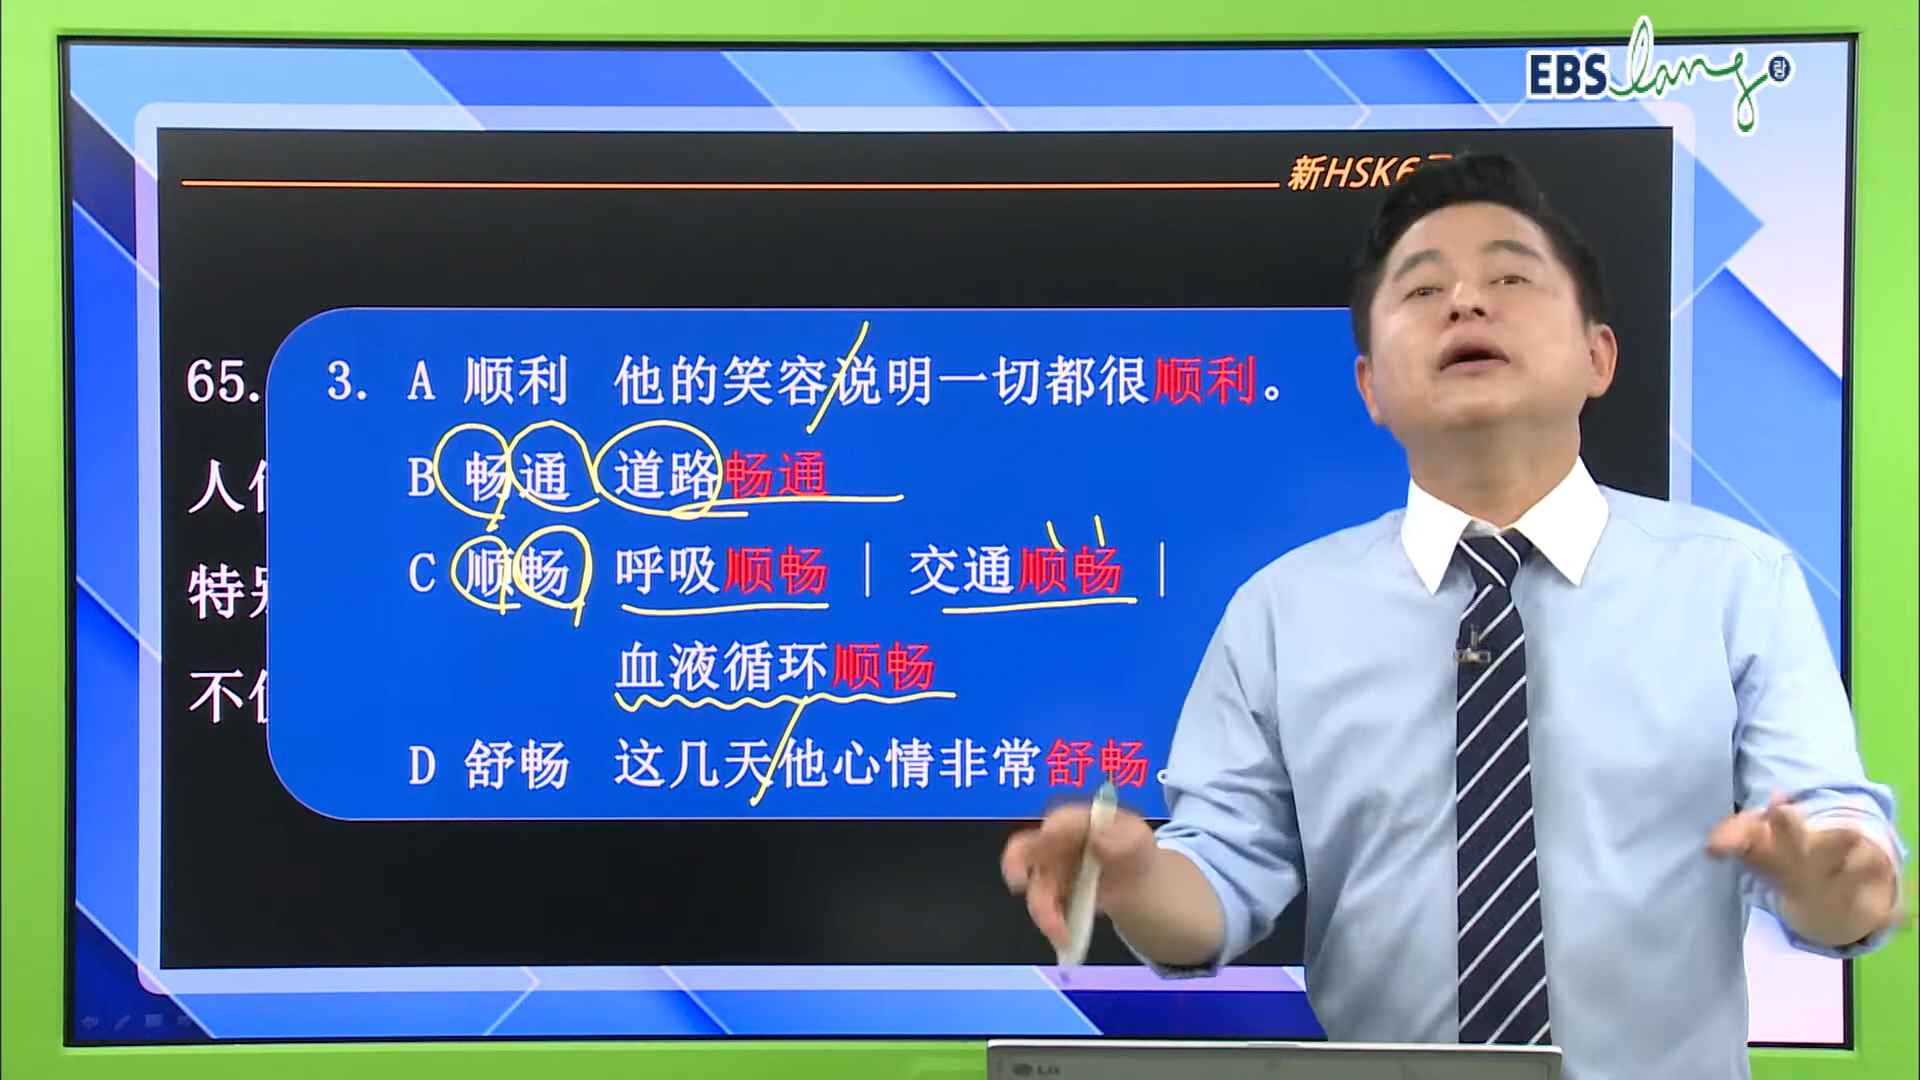 EBS lang 랑
新HSK6
65.
3. A 顺利 他的笑容说明一切都很顺利。
人
B 畅通 道路畅通
特
C 顺畅 呼吸顺畅｜交通顺畅｜
血液循环顺畅
不
D 舒畅 这几天他心情非常舒畅。
LG